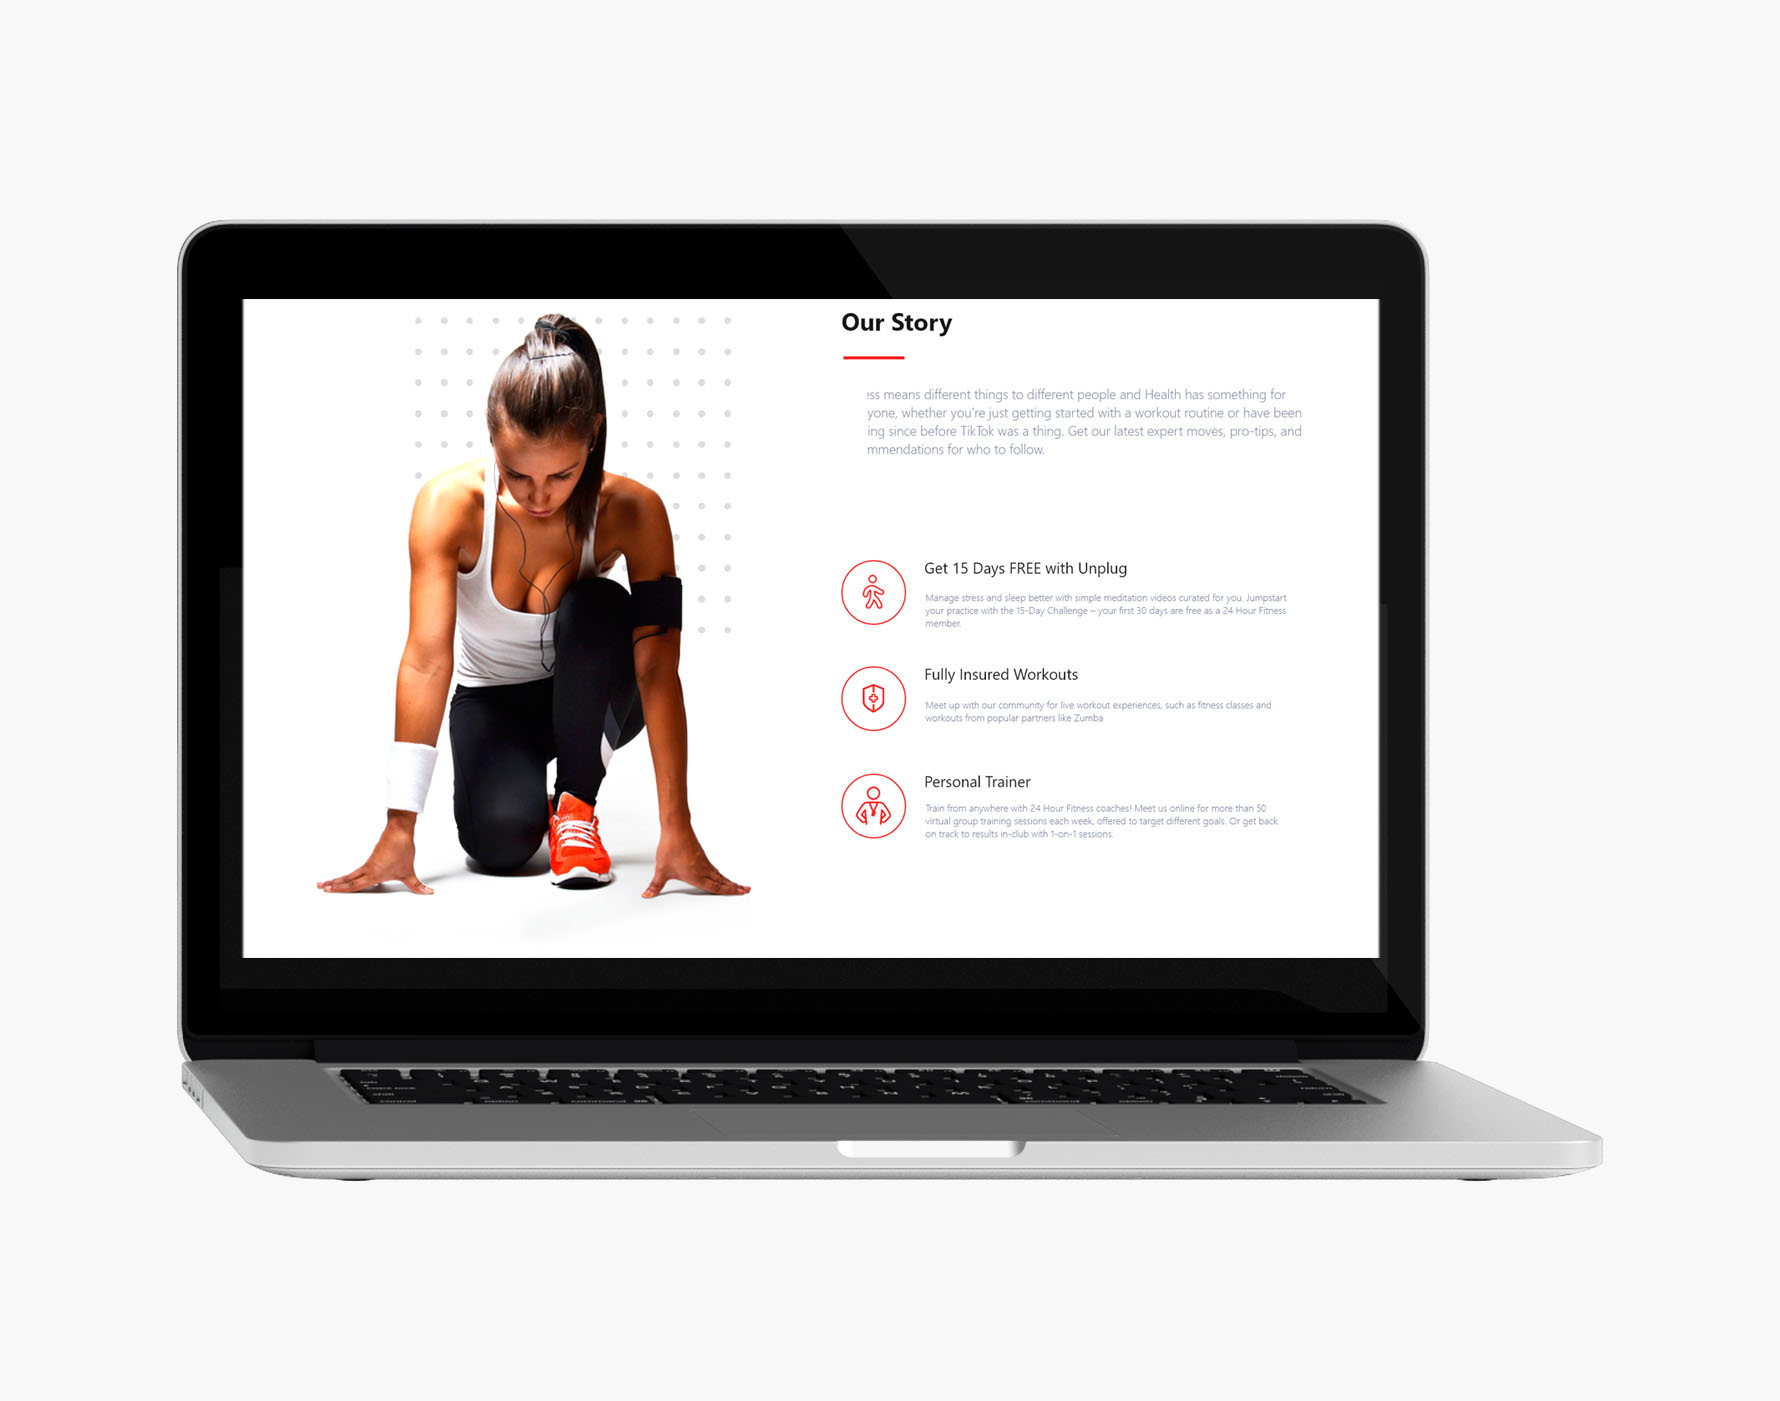 Our Story
ess means different things to different people and Health has something for
yone, whether you're just getting started with a workout routine or have been
ing since before TikTok was a thing. Get our latest expert moves, pro-tips, and
mmendations for who to follow.
Get 15 Days FREE with Unplug
Manage stress and sleep better with simple meditation videos curated for you. Jumpstart
your practice with the 15-Day Challenge – your first 30 days are free as a 24 Hour Fitness
member.
Fully Insured Workouts
Meet up with our community for live workout experiences, such as fitness classes and
workouts from popular partners like Zumba
Personal Trainer
Train from anywhere with 24 Hour Fitness coaches! Meet us online for more than 50
virtual group training sessions each week, offered to target different goals. Or get back
on track to results in-club with 1-on-1 sessions.